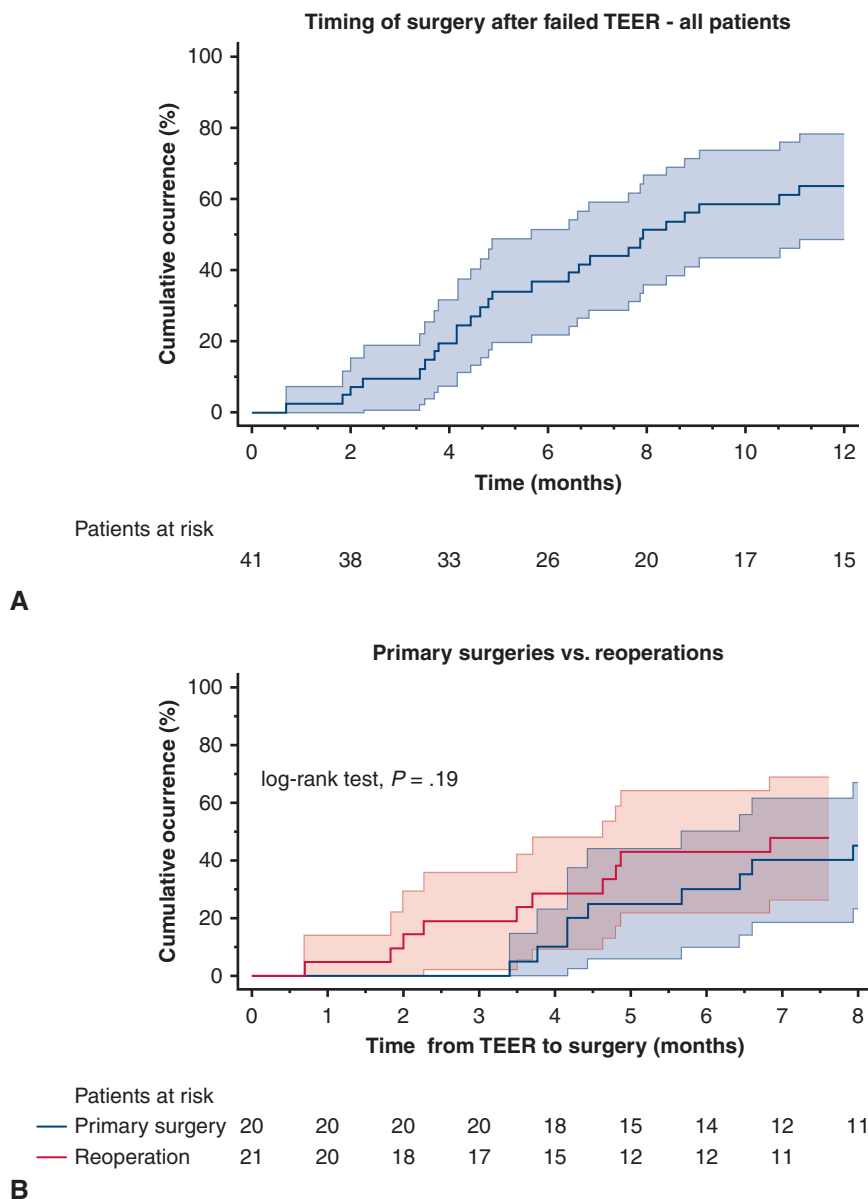 Timing of surgery after failed TEER - all patients
Cumulative ocurrence (%)
100
80
60
40
20
0
0 2 4 6 8 10 12
Time (months)
Patients at risk
41 38 33 26 20 17 15
A
Primary surgeries vs. reoperations
Cumulative ocurrence (%)
100
80
60
40
20
0
log-rank test, P = .19
0 1 2 3 4 5 6 7 8
Time from TEER to surgery (months)
Patients at risk
Primary surgery 20 20 20 20 18 15 14 12 11
Reoperation 21 20 18 17 15 12 12 11
B